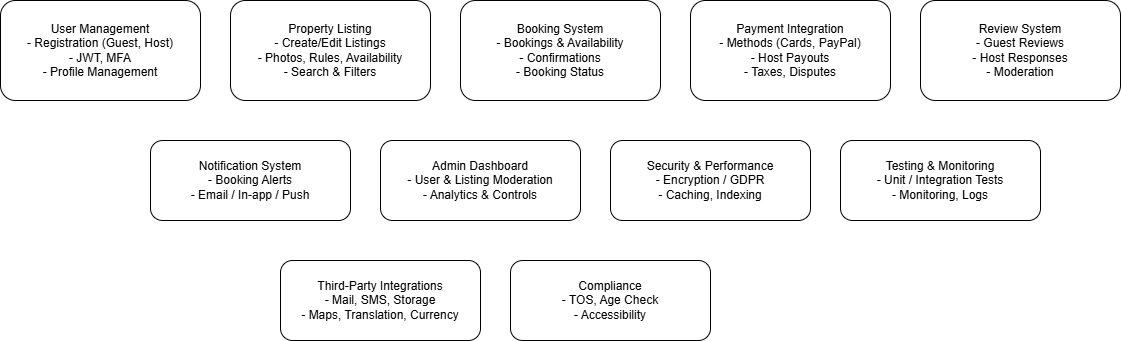 User Management
- Registration (Guest, Host)
- JWT, MFA
- Profile Management
Property Listing
- Create/Edit Listings
- Photos, Rules, Availability
- Search & Filters
Booking System
- Bookings & Availability
- Confirmations
- Booking Status
Payment Integration
- Methods (Cards, PayPal)
- Host Payouts
- Taxes, Disputes
Review System
- Guest Reviews
- Host Responses
- Moderation
Notification System
- Booking Alerts
- Email / In-app / Push
Admin Dashboard
- User & Listing Moderation
- Analytics & Controls
Security & Performance
- Encryption / GDPR
- Caching, Indexing
Testing & Monitoring
- Unit / Integration Tests
- Monitoring, Logs
Third-Party Integrations
- Mail, SMS, Storage
- Maps, Translation, Currency
Compliance
- TOS, Age Check
- Accessibility